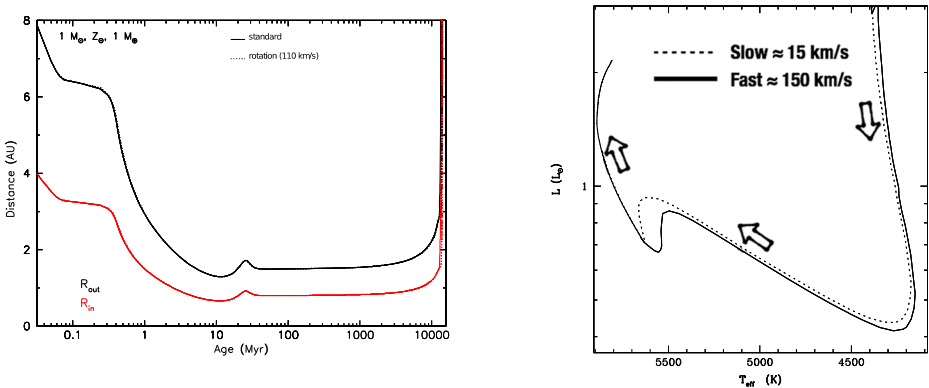 1 M⊙, Z⊙, 1 M⊕
standard
rotation (110 km/s)
Distance (AU)
8
6
4
2
0
R_out
R_in
0.1
1
10
100
1000
10000
Age (Myr)
Slow ≈ 15 km/s
Fast ≈ 150 km/s
L (L⊙)
1
5500
5000
4500
T_eff (K)